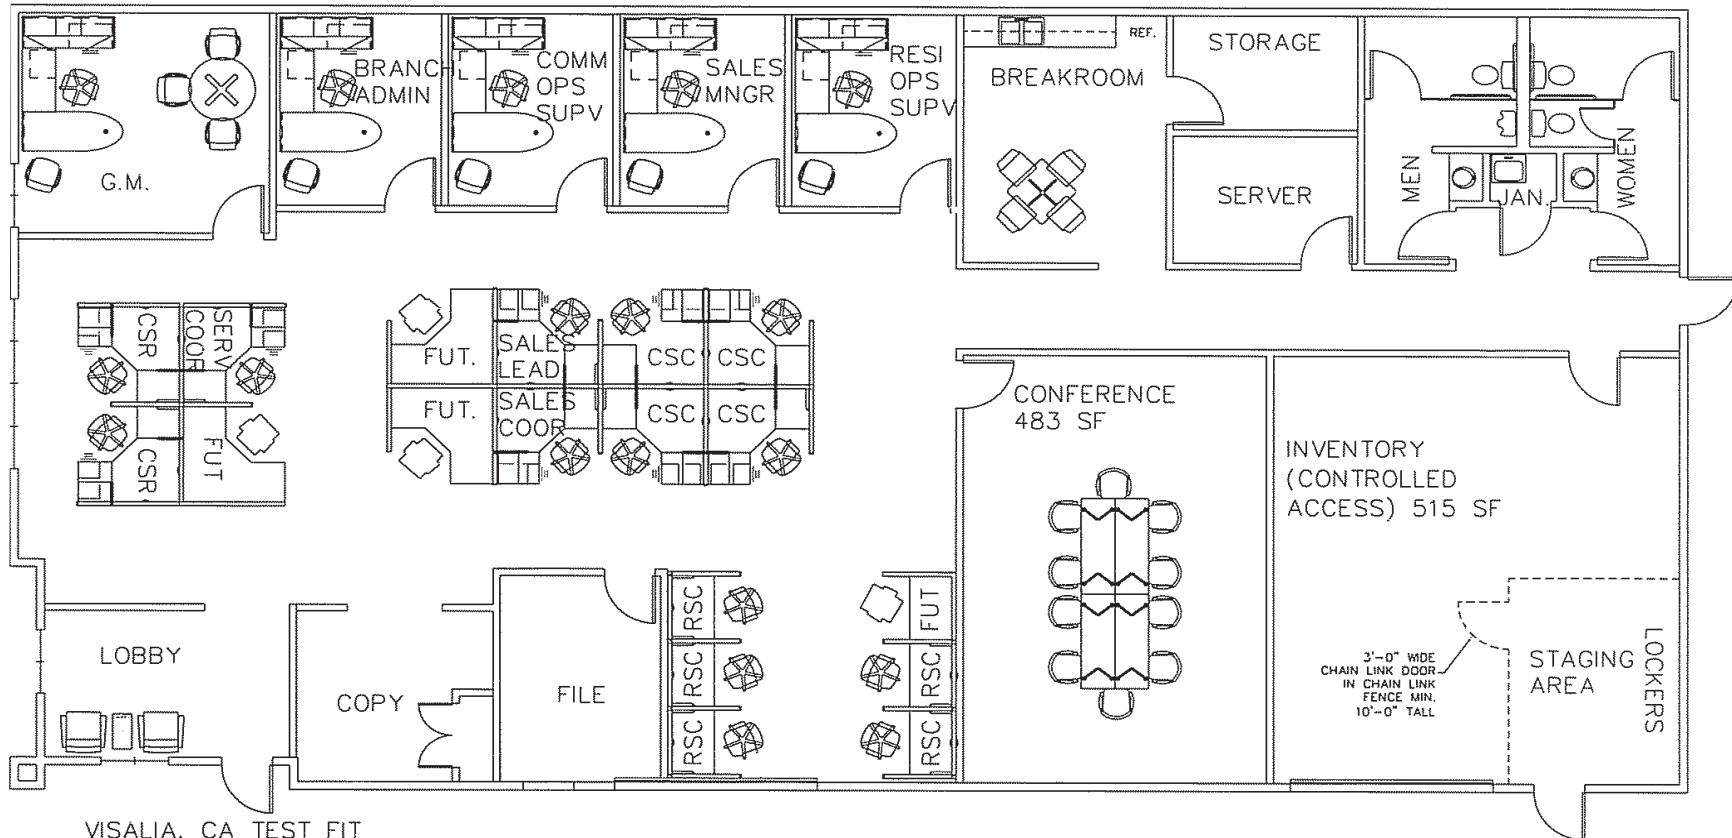 G.M.
BRANCH
ADMIN
COMM
OPS
SUPV
SALES
MNGR
RESI
OPS
SUPV
BREAKROOM
REF.
STORAGE
SERVER
MEN
JAN.
WOMEN
CSR
SERV
COOR
CSR
FUT
FUT.
SALES
LEAD
CSC
CSC
FUT.
SALES
COOR
CSC
CSC
CONFERENCE
483 SF
INVENTORY
(CONTROLLED
ACCESS) 515 SF
LOBBY
COPY
FILE
RSC
RSC
RSC
FUT
RSC
RSC
3'-0" WIDE
CHAIN LINK DOOR
IN CHAIN LINK
FENCE MIN.
10'-0" TALL
STAGING
AREA
LOCKERS
VISALIA, CA TEST FIT